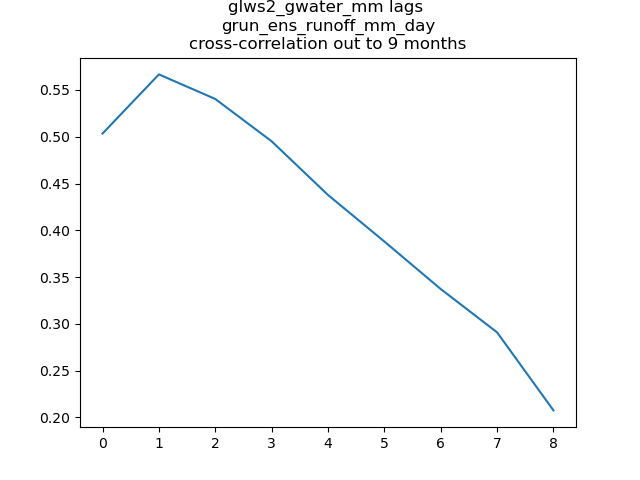 glws2_gwater_mm lags
grun_ens_runoff_mm_day
cross-correlation out to 9 months
0.55
0.50
0.45
0.40
0.35
0.30
0.25
0.20
0 1 2 3 4 5 6 7 8